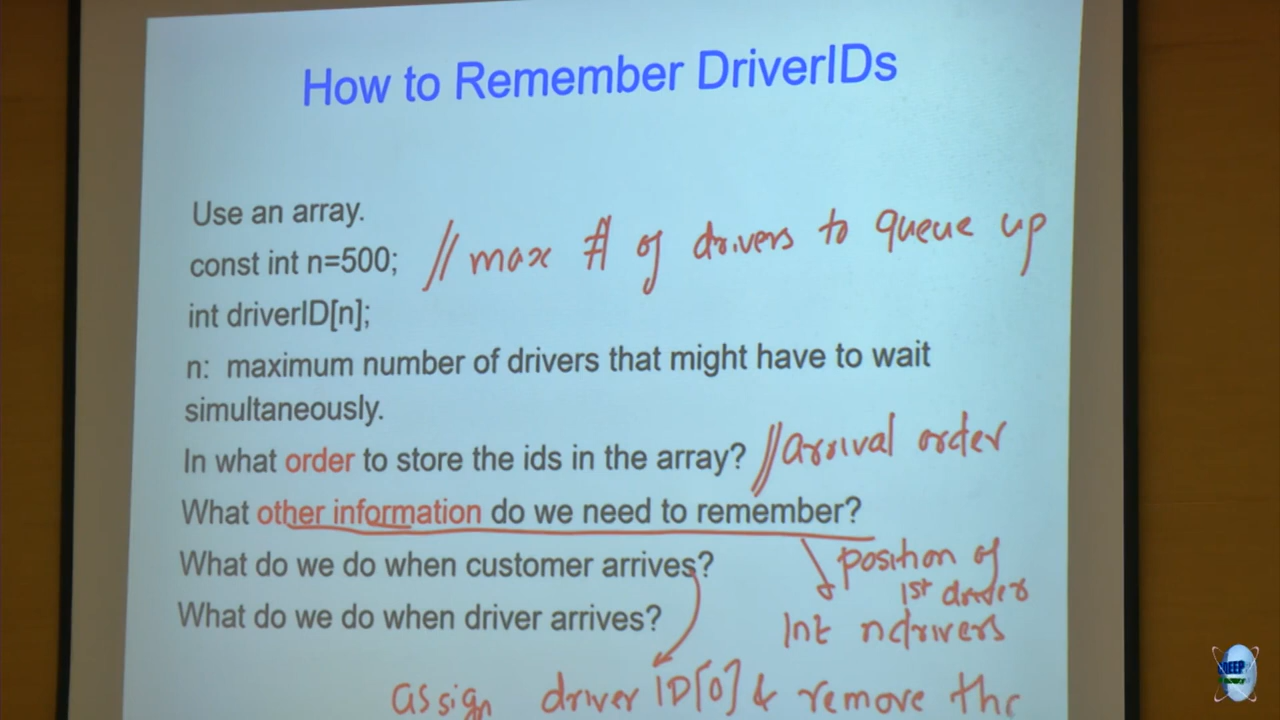 How to Remember DriverIDs
Use an array.
const int n=500; // max # of drivers to queue up
int driverID[n];
n: maximum number of drivers that might have to wait
simultaneously.
In what order to store the ids in the array? // arrival order
What other information do we need to remember?
position of
1st driver
What do we do when customer arrives?
What do we do when driver arrives?
Int ndrivers
assign driver ID[0] & remove the